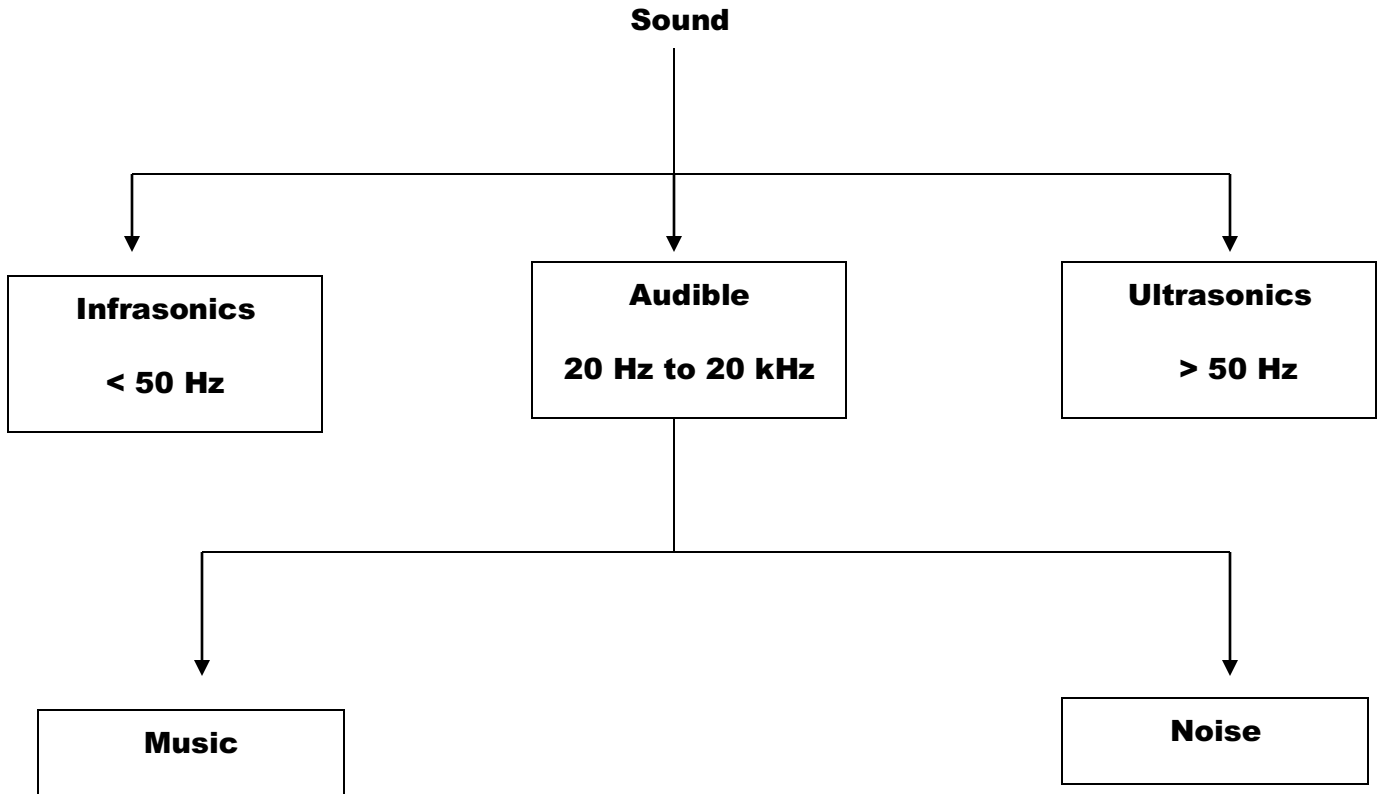 Sound
Infrasonics
< 50 Hz
Audible
20 Hz to 20 kHz
Ultrasonics
> 50 Hz
Music
Noise